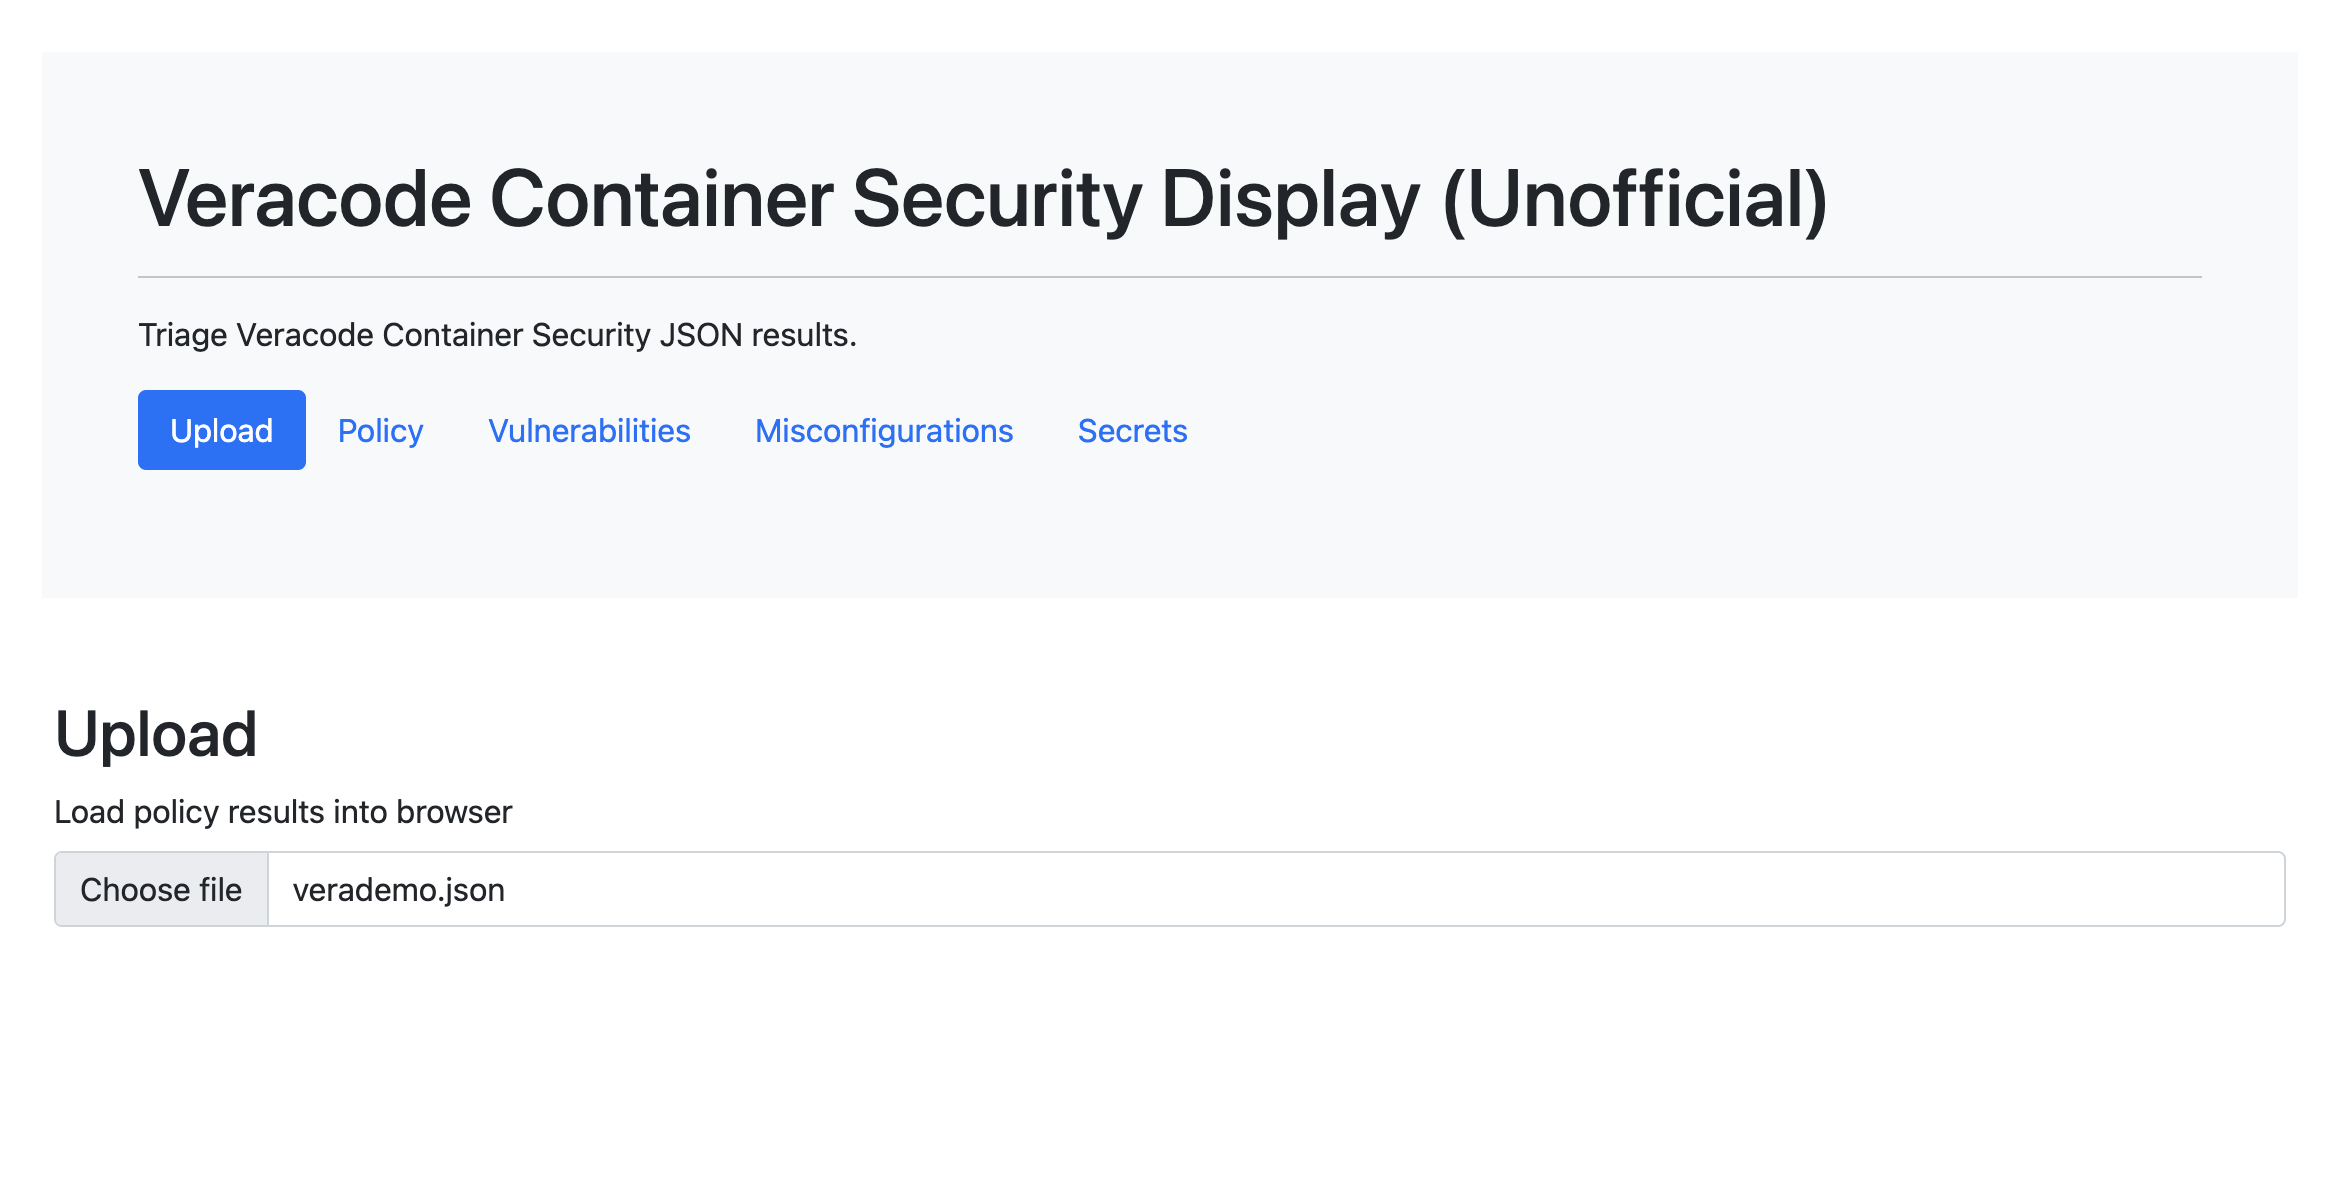 Veracode Container Security Display (Unofficial)
Triage Veracode Container Security JSON results.
Upload Policy Vulnerabilities Misconfigurations Secrets
Upload
Load policy results into browser
Choose file verademo.json